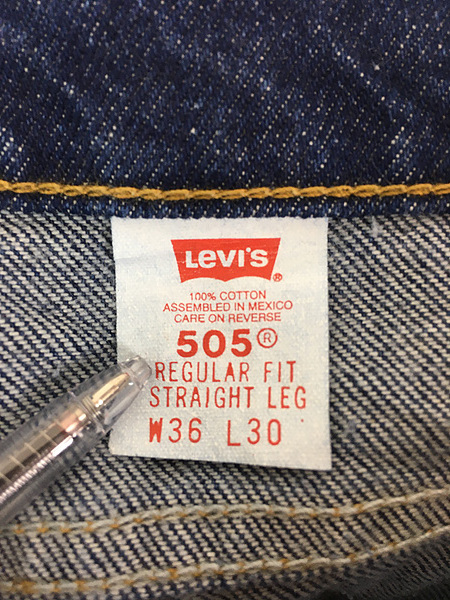 LEVI'S®
100% COTTON
ASSEMBLED IN MEXICO
CARE ON REVERSE
505®
REGULAR FIT
STRAIGHT LEG
W36 L30